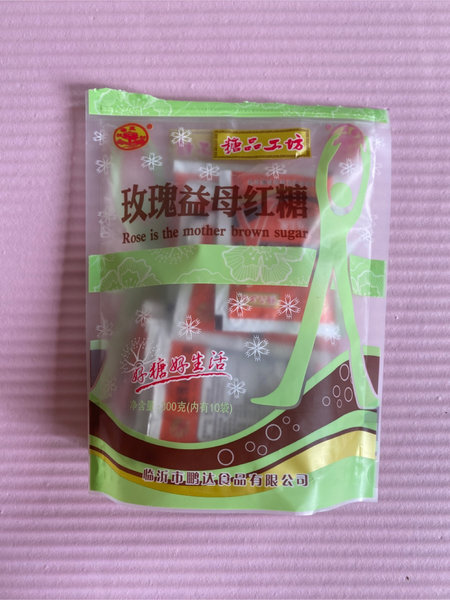 糖品工坊
玫瑰益母红糖
Rose is the mother brown sugar
好糖好生活
净含量:300克(内有10袋)
临沂市鹏达食品有限公司